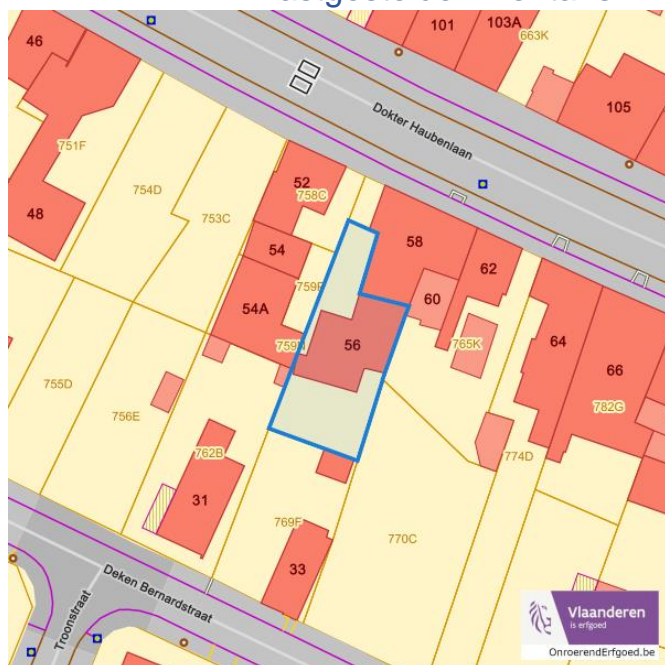 46
101
103A
663K
105
Dokter Haubenlaan
751F
754D
753C
52
758C
48
54
58
62
54A
60
56
765K
64
66
755D
756E
782G
762B
774D
31
769F
770C
33
Deken Bernardstraat
Troonstraat
Vlaanderen
is erfgoed
OnroerendErfgoed.be